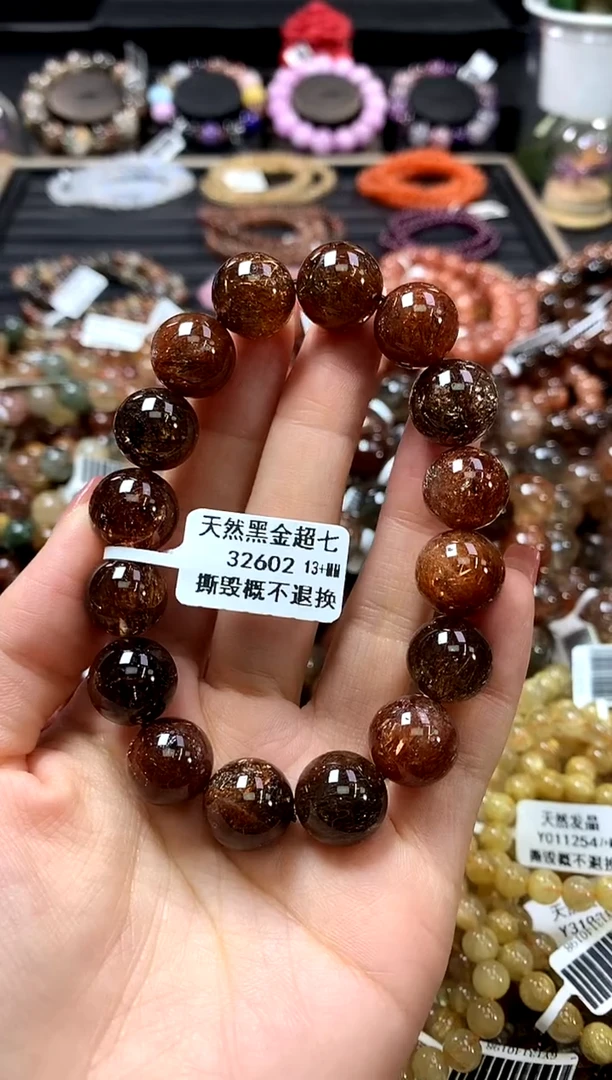 天然黑金超七
32602 13+MM
撕毁概不退换
天然发晶
Y011254
撕毁概不退换